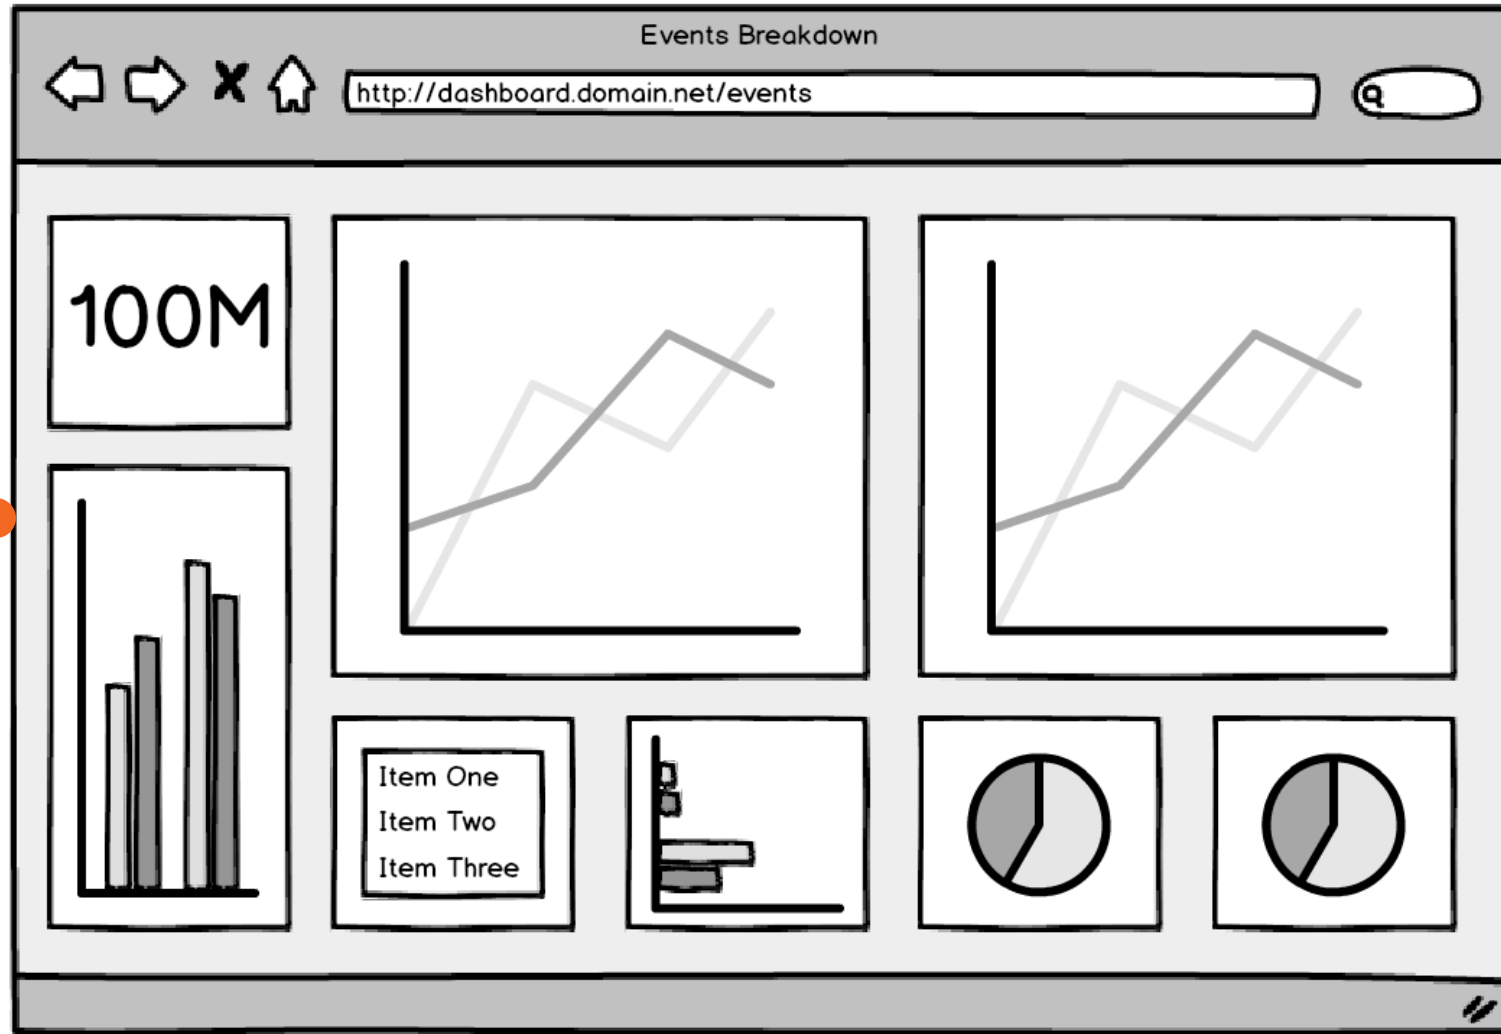 Events Breakdown
http://dashboard.domain.net/events
100M
Item One
Item Two
Item Three